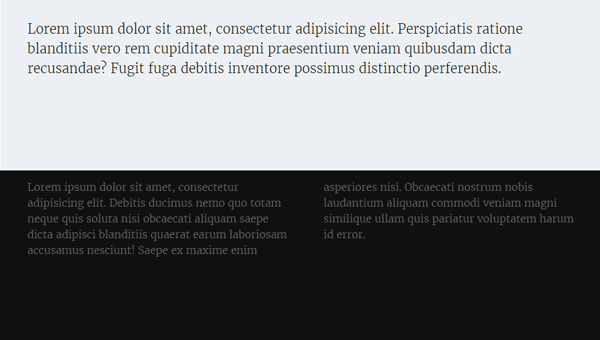 Lorem ipsum dolor sit amet, consectetur adipisicing elit. Perspiciatis ratione
blanditiis vero rem cupiditate magni praesentium veniam quibusdam dicta
recusandae? Fugit fuga debitis inventore possimus distinctio perferendis.
Lorem ipsum dolor sit amet, consectetur
adipisicing elit. Debitis ducimus nemo quo totam
neque quis soluta nisi obcaecati aliquam saepe
dicta adipisci blanditiis quaerat earum laboriosam
accusamus nesciunt! Saepe ex maxime enim
asperiores nisi. Obcaecati nostrum nobis
laudantium aliquam commodi veniam magni
similique ullam quis pariatur voluptatem harum
id error.